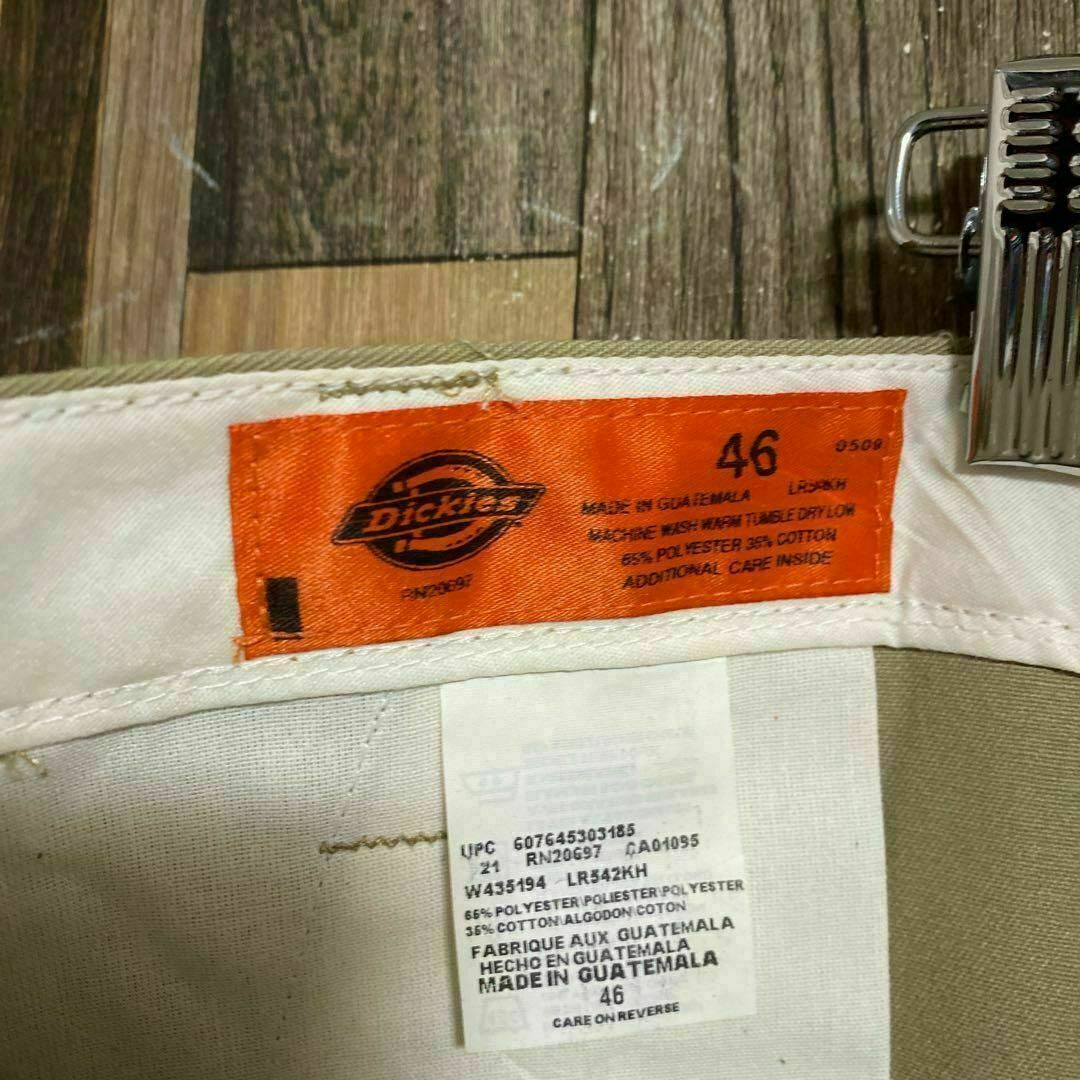 Dickies
RN20697
46 0509
MADE IN GUATEMALA
MACHINE WASH WARM TUMBLE DRY LOW
65% POLYESTER 35% COTTON
ADDITIONAL CARE INSIDE
UPC 607645303185
21 RN20697 CA01095
W435194 LR542KH
65% POLYESTER\POLIESTER\POLYESTER
35% COTTON\ALGODON\COTON
FABRIQUE AUX GUATEMALA
HECHO EN GUATEMALA
MADE IN GUATEMALA
46
CARE ON REVERSE